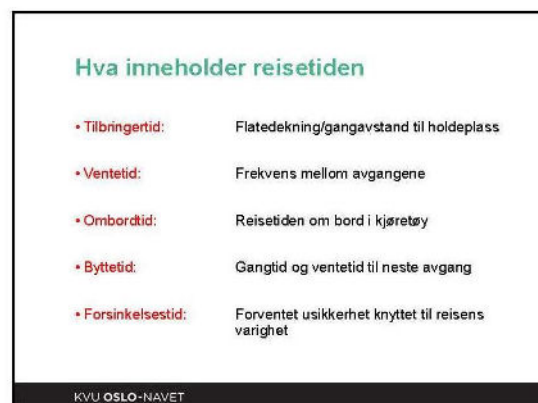 Hva inneholder reisetiden
• Tilbringertid: Flatedekning/gangavstand til holdeplass
• Ventetid: Frekvens mellom avgangene
• Ombordtid: Reisetiden om bord i kjøretøy
• Byttetid: Gangtid og ventetid til neste avgang
• Forsinkelsestid: Forventet usikkerhet knyttet til reisens
varighet
KVU OSLO-NAVET